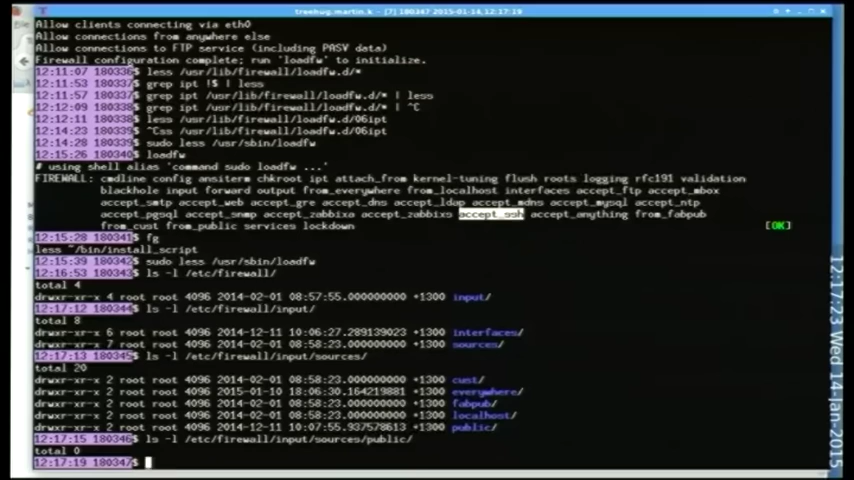 treebug.martin.k - [7] 180347 2015-01-14,12:17:19
Allow clients connecting via eth0
Allow connections from anywhere else
Allow connections to FTP service (including PASV data)
Firewall configuration complete; run 'loadfw' to initialize.
12:11:07 180336$ less /usr/lib/firewall/loadfw.d/*
12:11:53 180337$ grep ipt !$ | less
12:11:57 180337$ grep ipt /usr/lib/firewall/loadfw.d/* | less
12:12:09 180338$ grep ipt /usr/lib/firewall/loadfw.d/* | ^C
12:12:11 180338$ less /usr/lib/firewall/loadfw.d/06ipt
12:14:23 180339$ ^Css /usr/lib/firewall/loadfw.d/06ipt
12:14:28 180339$ sudo less /usr/sbin/loadfw
12:15:26 180340$ loadfw
# using shell alias 'command sudo loadfw ...'
FIREWALL: cmdline config ansiterm chkroot ipt attach_from kernel-tuning flush roots logging rfc191 validation
blackhole input forward output from_everywhere from_localhost interfaces accept_ftp accept_mbox
accept_smtp accept_web accept_gre accept_dns accept_ldap accept_mdns accept_mysql accept_ntp
accept_pgsql accept_snmp accept_zabbixa accept_zabbixs accept_ssh accept_anything from_fabpub
from_cust from_public services lockdown [OK]
12:15:28 180341$ fg
less ~/bin/install_script
12:15:39 180342$ sudo less /usr/sbin/loadfw
12:16:53 180343$ ls -l /etc/firewall/
total 4
drwxr-xr-x 4 root root 4096 2014-02-01 08:57:55.000000000 +1300 input/
12:17:12 180344$ ls -l /etc/firewall/input/
total 8
drwxr-xr-x 6 root root 4096 2014-12-11 10:06:27.289139023 +1300 interfaces/
drwxr-xr-x 7 root root 4096 2014-02-01 08:58:23.000000000 +1300 sources/
12:17:13 180345$ ls -l /etc/firewall/input/sources/
total 20
drwxr-xr-x 2 root root 4096 2014-02-01 08:58:23.000000000 +1300 cust/
drwxr-xr-x 2 root root 4096 2015-01-10 18:06:30.164219881 +1300 everywhere/
drwxr-xr-x 2 root root 4096 2014-02-01 08:58:23.000000000 +1300 fabpub/
drwxr-xr-x 2 root root 4096 2014-02-01 08:58:23.000000000 +1300 localhost/
drwxr-xr-x 2 root root 4096 2014-12-11 10:07:55.937578613 +1300 public/
12:17:15 180346$ ls -l /etc/firewall/input/sources/public/
total 0
12:17:19 180347$
12:17:23 Wed 14-Jan-2015